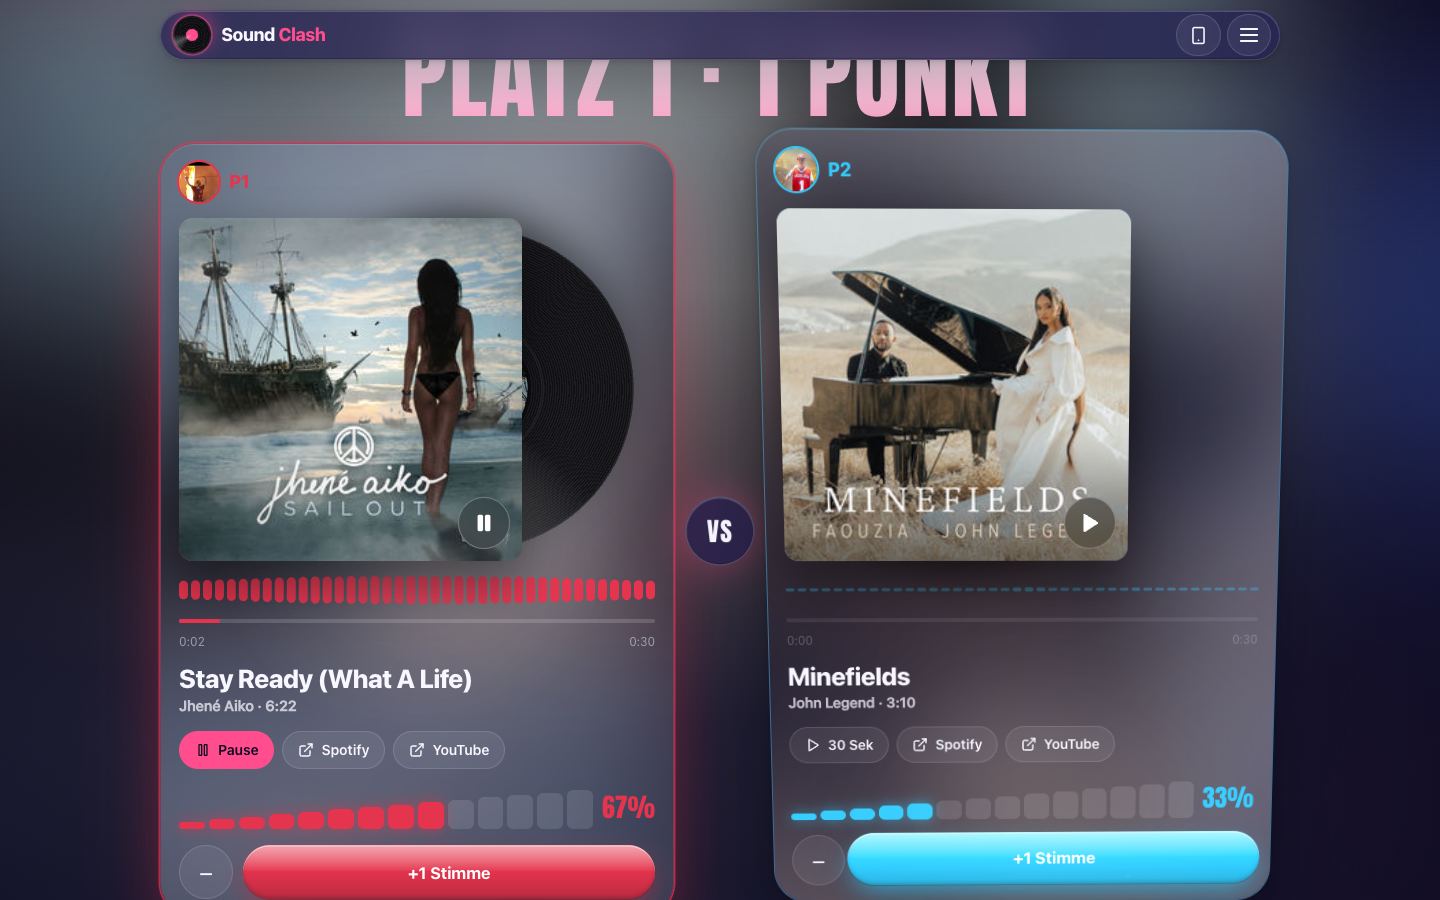 Sound Clash
PLATZ 1 · 1 PUNKT
P1
jhené aiko
SAIL OUT
0:02
0:30
Stay Ready (What A Life)
Jhené Aiko · 6:22
Pause
Spotify
YouTube
67%
–
+1 Stimme
VS
P2
MINEFIELDS
FAOUZIA JOHN LEGE
0:00
0:30
Minefields
John Legend · 3:10
30 Sek
Spotify
YouTube
33%
–
+1 Stimme